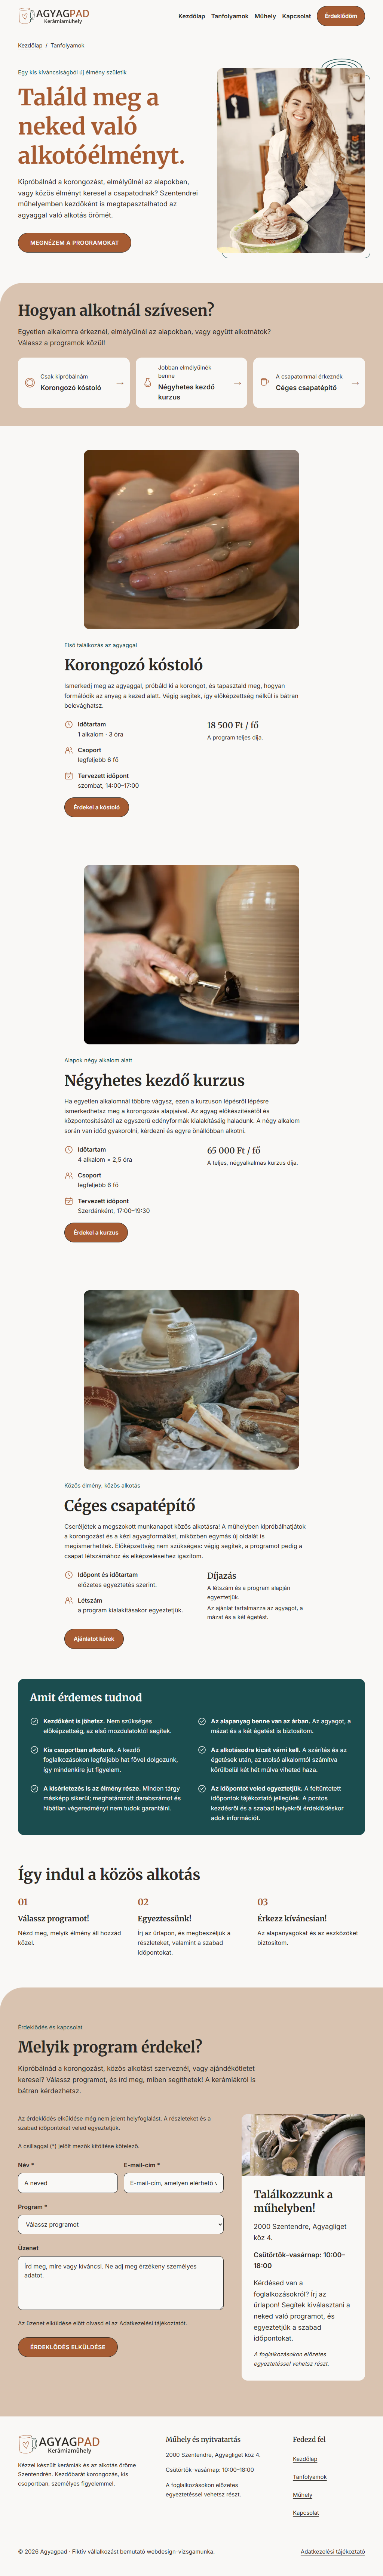 AGYAGPAD
Kerámiaműhely
Kezdőlap Tanfolyamok Műhely Kapcsolat Érdeklődöm
Kezdőlap / Tanfolyamok
Egy kis kíváncsiságból új élmény születik
Találd meg a
neked való
alkotóélményt.
Kipróbálnád a korongozást, elmélyülnél az alapokban,
vagy közös élményt keresel a csapatodnak? Szentendrei
műhelyemben kezdőként is megtapasztalhatod az
agyaggal való alkotás örömét.
MEGNÉZEM A PROGRAMOKAT
Hogyan alkotnál szívesen?
Egyetlen alkalomra érkeznél, elmélyülnél az alapokban, vagy együtt alkotnátok?
Válassz a programok közül!
Csak kipróbálnám
Korongozó kóstoló
→
Jobban elmélyülnék
benne
Négyhetes kezdő
kurzus
→
A csapatommal érkeznék
Céges csapatépítő
→
Első találkozás az agyaggal
Korongozó kóstoló
Ismerkedj meg az agyaggal, próbáld ki a korongot, és tapasztald meg, hogyan
formálódik az anyag a kezed alatt. Végig segítek, így előképzettség nélkül is bátran
belevághatsz.
Időtartam
1 alkalom · 3 óra
Csoport
legfeljebb 6 fő
Tervezett időpont
szombat, 14:00–17:00
18 500 Ft / fő
A program teljes díja.
Érdekel a kóstoló
Alapok négy alkalom alatt
Négyhetes kezdő kurzus
Ha egyetlen alkalomnál többre vágysz, ezen a kurzuson lépésről lépésre
ismerkedhetsz meg a korongozás alapjaival. Az agyag előkészítésétől és
központosításától az egyszerű edényformák kialakításáig haladunk. A négy alkalom
során van időd gyakorolni, kérdezni és egyre önállóbban alkotni.
Időtartam
4 alkalom × 2,5 óra
Csoport
legfeljebb 6 fő
Tervezett időpont
Szerdánként, 17:00–19:30
65 000 Ft / fő
A teljes, négyalkalmas kurzus díja.
Érdekel a kurzus
Közös élmény, közös alkotás
Céges csapatépítő
Cseréljétek a megszokott munkanapot közös alkotásra! A műhelyben kipróbálhatjátok
a korongozást és a kézi agyagformálást, miközben egymás új oldalát is
megismerhetitek. Előképzettség nem szükséges: végig segítek, a programot pedig a
csapat létszámához és elképzeléseihez igazítom.
Időpont és időtartam
előzetes egyeztetés szerint.
Létszám
a program kialakításakor egyeztetjük.
Díjazás
A létszám és a program alapján
egyeztetjük.
Az ajánlat tartalmazza az agyagot, a
mázat és a két égetést.
Ajánlatot kérek
Amit érdemes tudnod
Kezdőként is jöhetsz. Nem szükséges
előképzettség, az első mozdulatoktól segítek.
Kis csoportban alkotunk. A kezdő
foglalkozásokon legfeljebb hat fővel dolgozunk,
így mindenkire jut figyelem.
A kísérletezés is az élmény része. Minden tárgy
másképp sikerül; meghatározott darabszámot és
hibátlan végeredményt nem tudok garantálni.
Az alapanyag benne van az árban. Az agyagot, a
mázat és a két égetést is biztosítom.
Az alkotásodra kicsit várni kell. A szárítás és az
égetések után, az utolsó alkalomtól számítva
körülbelül két hét múlva viheted haza.
Az időpontot veled egyeztetjük. A feltüntetett
időpontok tájékoztató jellegűek. A pontos
kezdésről és a szabad helyekről érdeklődéskor
adok információt.
Így indul a közös alkotás
01
Válassz programot!
Nézd meg, melyik élmény áll hozzád
közel.
02
Egyeztessünk!
Írj az űrlapon, és megbeszéljük a
részleteket, valamint a szabad
időpontokat.
03
Érkezz kíváncsian!
Az alapanyagokat és az eszközöket
biztosítom.
Érdeklődés és kapcsolat
Melyik program érdekel?
Kipróbálnád a korongozást, közös alkotást szerveznél, vagy ajándékötletet
keresel? Válassz programot, és írd meg, miben segíthetek! A kerámiákról is
bátran kérdezhetsz.
Az érdeklődés elküldése még nem jelent helyfoglalást. A részleteket és a
szabad időpontokat utána egyeztetjük.
A csillaggal (*) jelölt mezők kitöltése kötelező.
Név * E-mail-cím *
A neved
Program *
Válassz programot
Üzenet
Írd meg, mire vagy kíváncsi. Ne adj meg érzékeny személyes
adatot.
Az üzenet elküldése előtt olvasd el az Adatkezelési tájékoztatót.
ÉRDEKLŐDÉS ELKÜLDÉSE
Találkozzunk a
műhelyben!
2000 Szentendre, Agyagliget
köz 4.
Csütörtök–vasárnap: 10:00–
18:00
Kérdésed van a
foglalkozásokról? Írj az
űrlapon! Segítek kiválasztani a
neked való programot, és
egyeztetjük a szabad
időpontokat.
A foglalkozásokon előzetes
egyeztetéssel vehetsz részt.
AGYAGPAD
Kerámiaműhely
Kézzel készült kerámiák és az alkotás öröme
Szentendrén. Kezdőbarát korongozás, kis
csoportban, személyes figyelemmel.
Műhely és nyitvatartás
2000 Szentendre, Agyagliget köz 4.
Csütörtök–vasárnap: 10:00–18:00
A foglalkozásokon előzetes
egyeztetéssel vehetsz részt.
Fedezd fel
Kezdőlap
Tanfolyamok
Műhely
Kapcsolat
© 2026 Agyagpad · Fiktív vállalkozást bemutató webdesign-vizsgamunka.
Adatkezelési tájékoztató